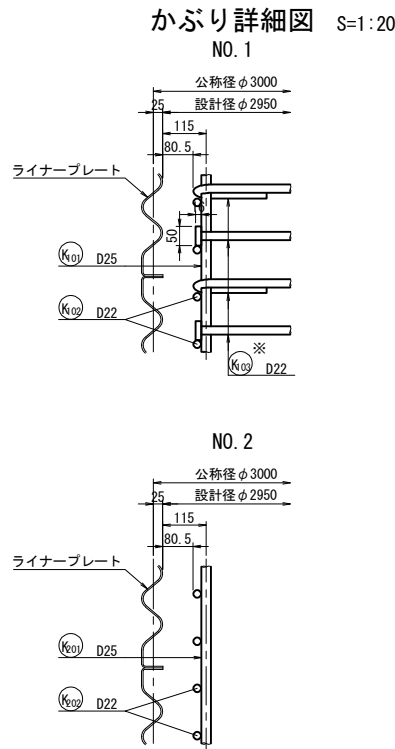 かぶり詳細図 S=1:20
NO.1
公称径φ3000
25 設計径φ2950
115
80.5
ライナープレート
50
K101 D25
K102 D22
※
K103 D22
NO.2
公称径φ3000
25 設計径φ2950
115
80.5
ライナープレート
K201 D25
K202 D22